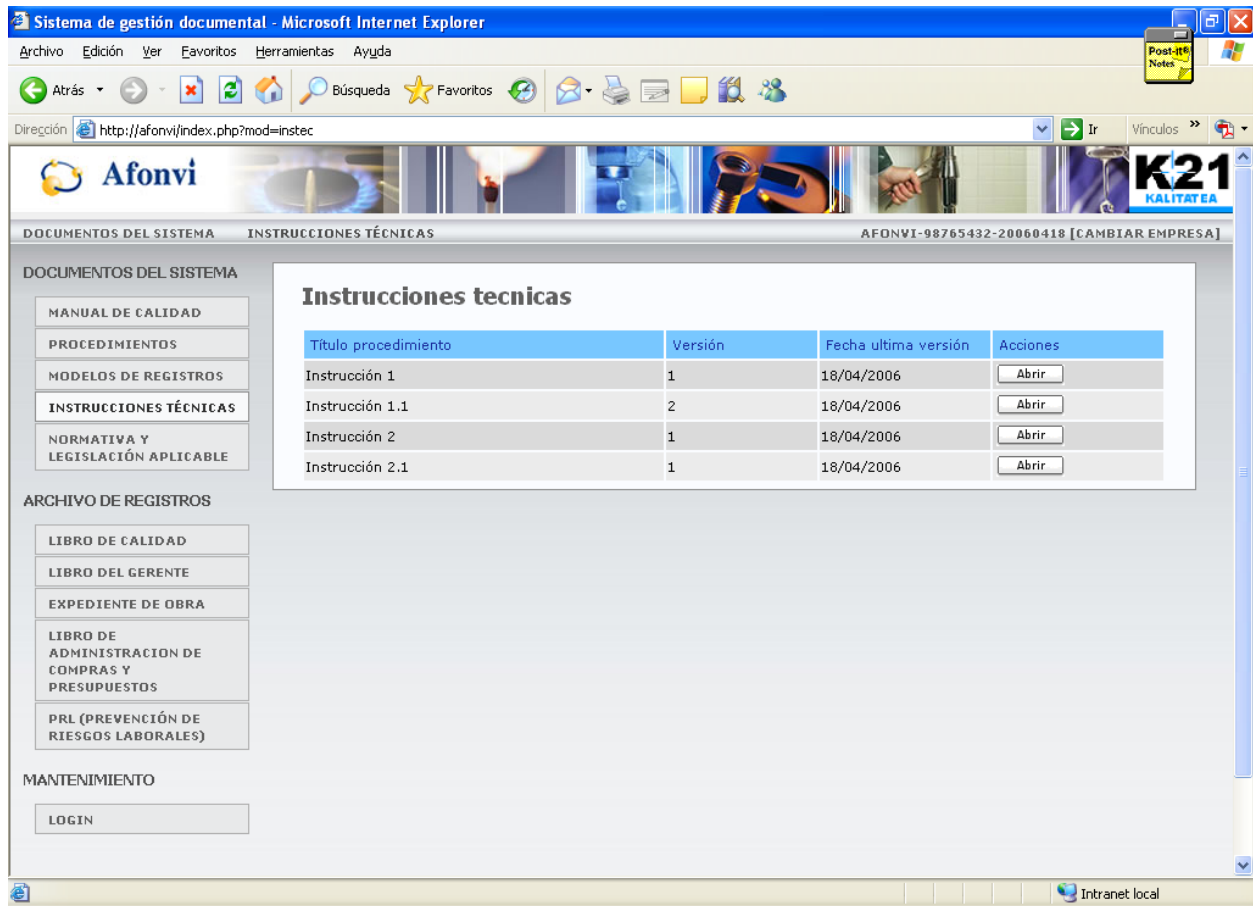 Sistema de gestión documental - Microsoft Internet Explorer
Archivo Edición Ver Favoritos Herramientas Ayuda
Post-it®
Notes
Atrás Búsqueda Favoritos
Dirección http://afonvi/index.php?mod=instec Ir Vínculos »
Afonvi
K21
KALITATEA
DOCUMENTOS DEL SISTEMA INSTRUCCIONES TÉCNICAS AFONVI-98765432-20060418 [CAMBIAR EMPRESA]
DOCUMENTOS DEL SISTEMA
MANUAL DE CALIDAD
PROCEDIMIENTOS
MODELOS DE REGISTROS
INSTRUCCIONES TÉCNICAS
NORMATIVA Y
LEGISLACIÓN APLICABLE
ARCHIVO DE REGISTROS
LIBRO DE CALIDAD
LIBRO DEL GERENTE
EXPEDIENTE DE OBRA
LIBRO DE
ADMINISTRACION DE
COMPRAS Y
PRESUPUESTOS
PRL (PREVENCIÓN DE
RIESGOS LABORALES)
MANTENIMIENTO
LOGIN
Instrucciones tecnicas
Título procedimiento Versión Fecha ultima versión Acciones
Instrucción 1 1 18/04/2006 Abrir
Instrucción 1.1 2 18/04/2006 Abrir
Instrucción 2 1 18/04/2006 Abrir
Instrucción 2.1 1 18/04/2006 Abrir
Intranet local